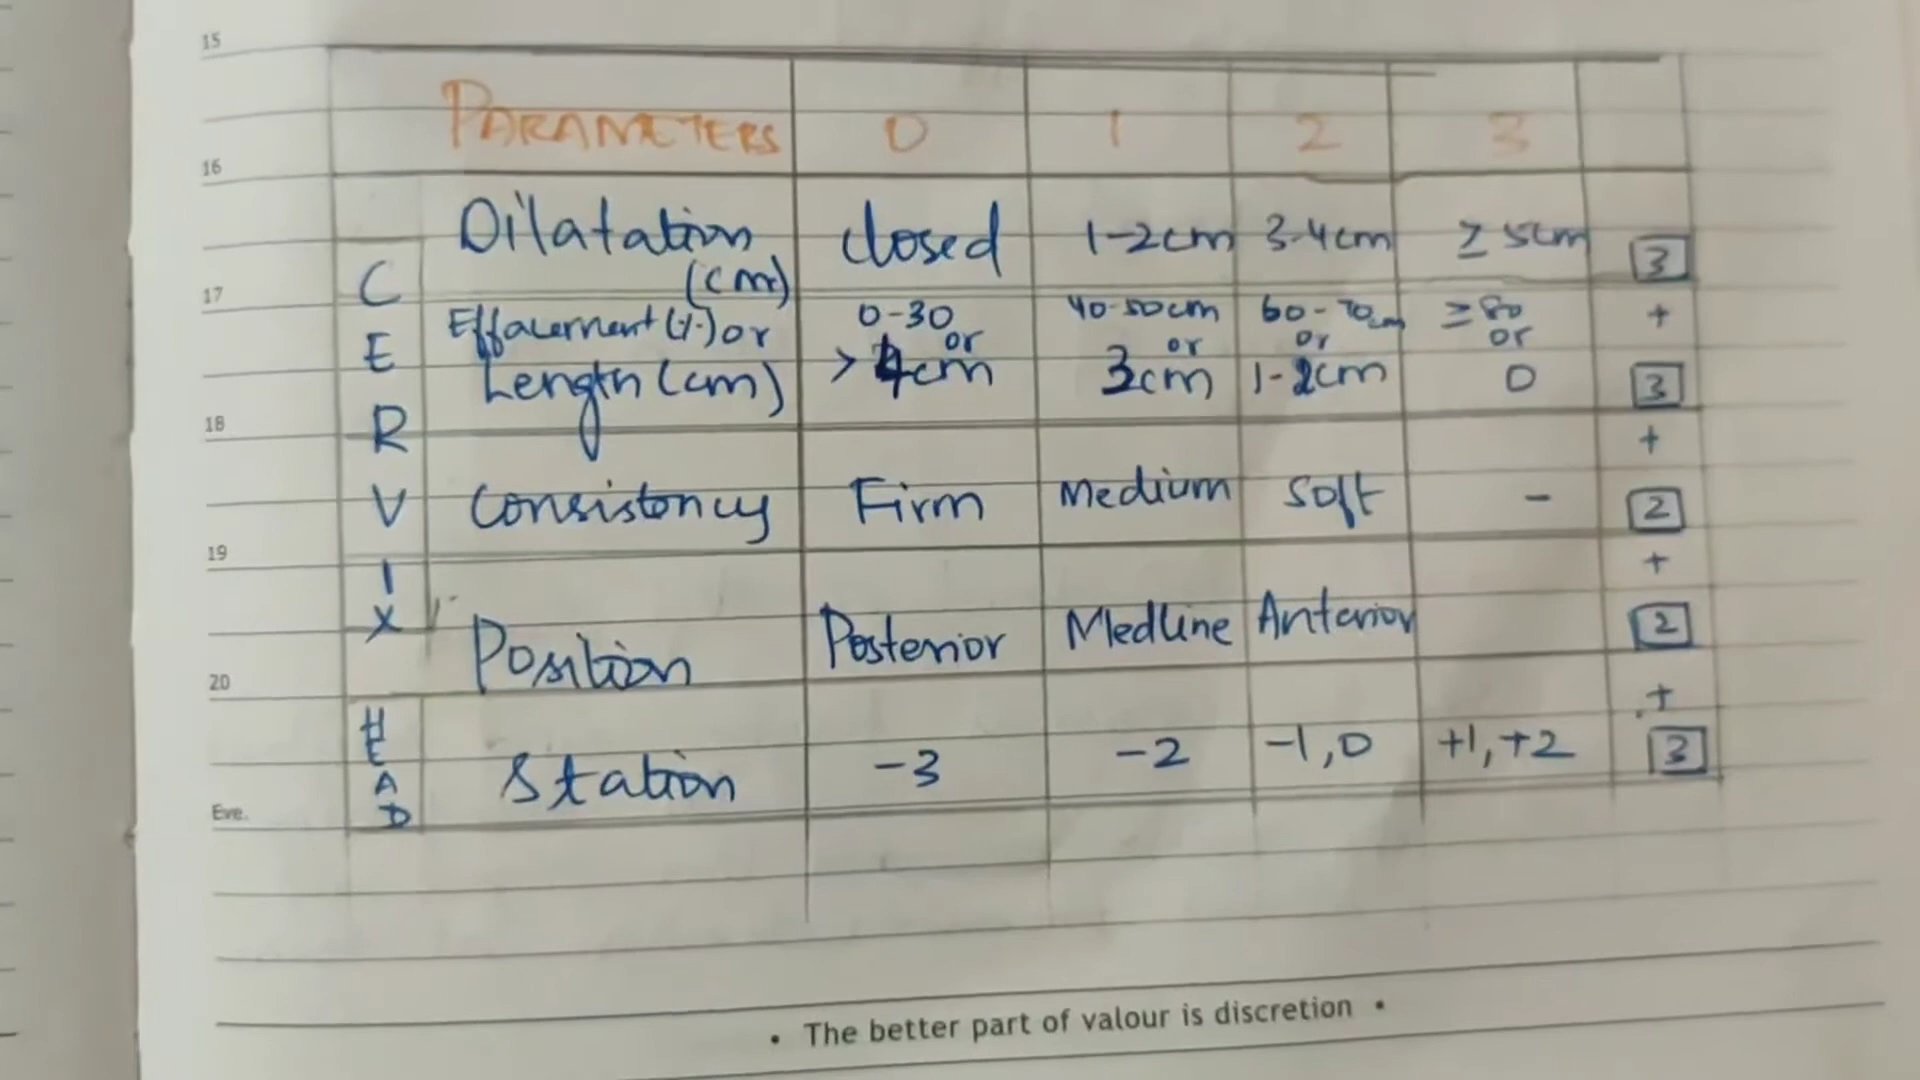 15
PARAMETERS 0 1 2 3
16
Dilatation (cm) closed 1-2cm 3-4cm ≥ 5cm 3
17
C
E
R
V
I
X
Effacement (%) or Length (cm) 0-30 or > 4cm 40-50cm or 3cm 60-70cm or 1-2cm ≥80 or 0 + 3
18
+
Consistency Firm Medium Soft - 2
19
+
Position Posterior Medline Anterior 2
20
+
HEAD
Station -3 -2 -1, 0 +1, +2 3
Eve.
• The better part of valour is discretion •